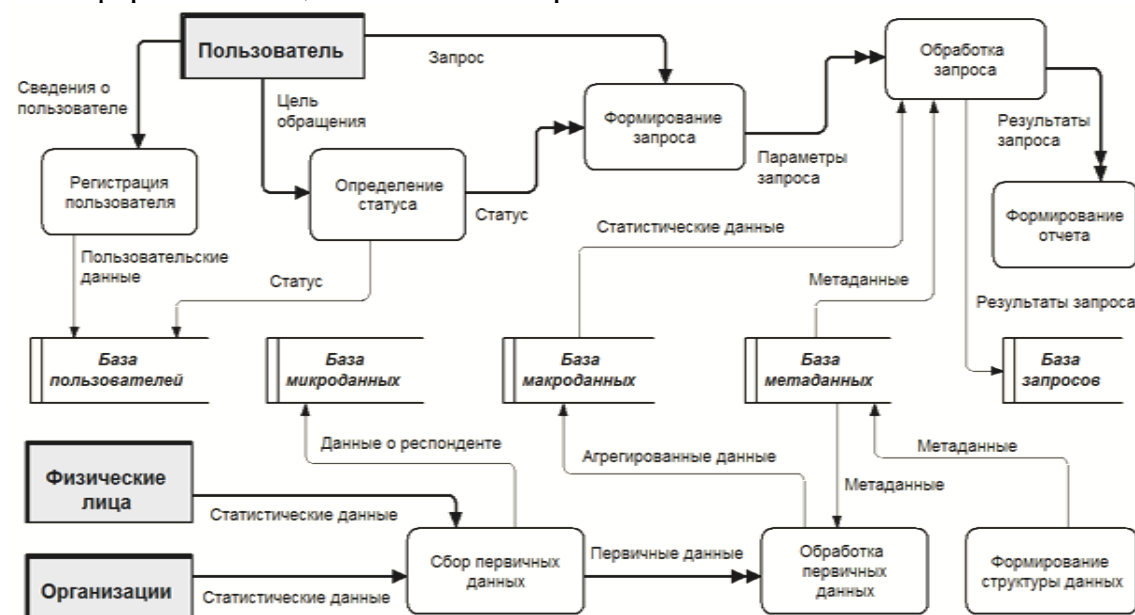 Пользователь
Запрос
Обработка
запроса
Сведения о
пользователе
Цель
обращения
Формирование
запроса
Результаты
запроса
Параметры
запроса
Регистрация
пользователя
Определение
статуса
Статус
Формирование
отчета
Статистические данные
Пользовательские
данные
Статус
Метаданные
Результаты запроса
База
пользователей
База
микроданных
База
макроданных
База
метаданных
База
запросов
Данные о респонденте
Агрегированные данные
Метаданные
Метаданные
Физические
лица
Статистические данные
Сбор первичных
данных
Первичные данные
Обработка
первичных
данных
Формирование
структуры данных
Организации
Статистические данные